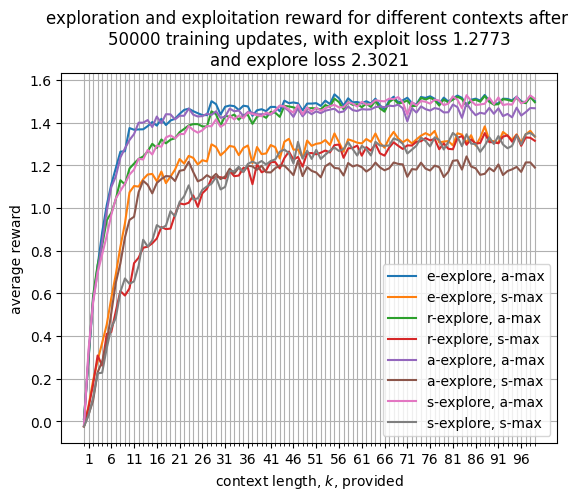 exploration and exploitation reward for different contexts after
50000 training updates, with exploit loss 1.2773
and explore loss 2.3021
1.6
1.4
1.2
1.0
0.8
0.6
0.4
0.2
0.0
average reward
e-explore, a-max
e-explore, s-max
r-explore, a-max
r-explore, s-max
a-explore, a-max
a-explore, s-max
s-explore, a-max
s-explore, s-max
1 6 11 16 21 26 31 36 41 46 51 56 61 66 71 76 81 86 91 96
context length, k, provided